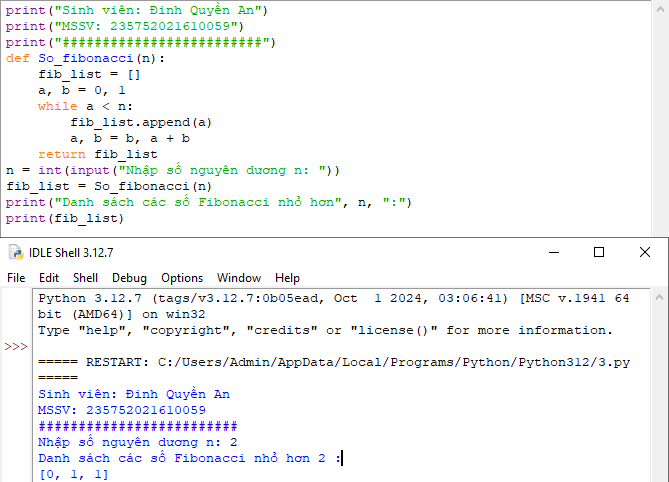 print("Sinh viên: Đinh Quyền An")
print("MSSV: 235752021610059")
print("#########################")
def So_fibonacci(n):
    fib_list = []
    a, b = 0, 1
    while a < n:
        fib_list.append(a)
        a, b = b, a + b
    return fib_list
n = int(input("Nhập số nguyên dương n: "))
fib_list = So_fibonacci(n)
print("Danh sách các số Fibonacci nhỏ hơn", n, ":")
print(fib_list)
IDLE Shell 3.12.7
File Edit Shell Debug Options Window Help
Python 3.12.7 (tags/v3.12.7:0b05ead, Oct  1 2024, 03:06:41) [MSC v.1941 64
bit (AMD64)] on win32
Type "help", "copyright", "credits" or "license()" for more information.
>>>
===== RESTART: C:/Users/Admin/AppData/Local/Programs/Python/Python312/3.py
=====
Sinh viên: Đinh Quyền An
MSSV: 235752021610059
#########################
Nhập số nguyên dương n: 2
Danh sách các số Fibonacci nhỏ hơn 2 :
[0, 1, 1]